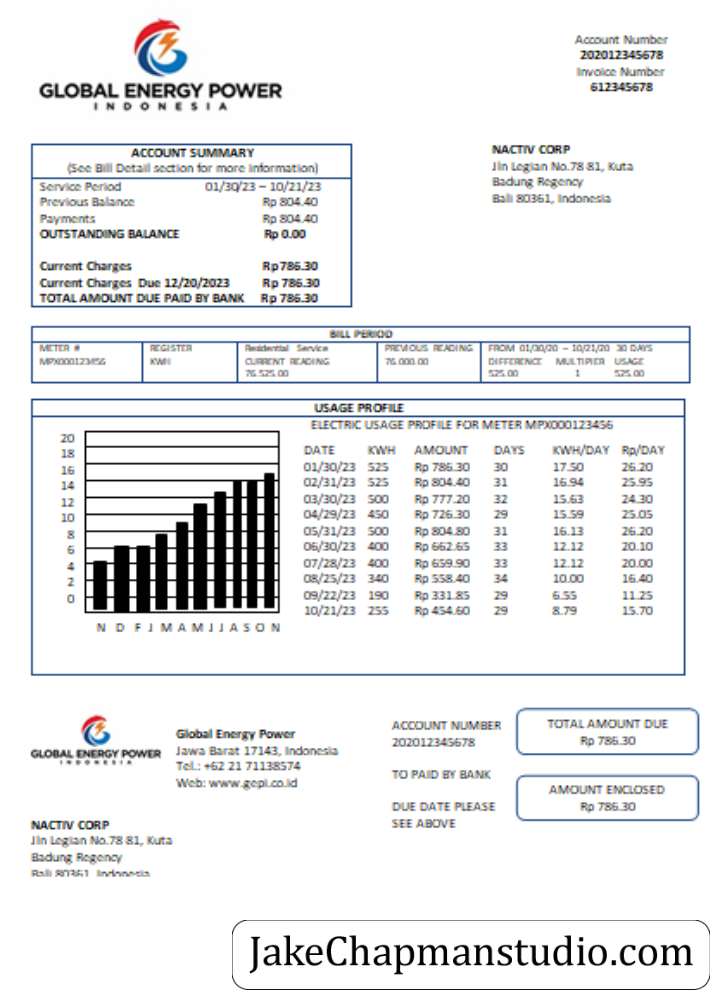 GLOBAL ENERGY POWER
INDONESIA
Account Number
202012345678
Invoice Number
612345678
ACCOUNT SUMMARY
(See Bill Detail section for more information)
Service Period 01/30/23 – 10/21/23
Previous Balance Rp 804.40
Payments Rp 804.40
OUTSTANDING BALANCE Rp 0.00
Current Charges Rp786.30
Current Charges Due 12/20/2023 Rp 786.30
TOTAL AMOUNT DUE PAID BY BANK Rp 786.30
NACTIV CORP
Jln Legian No.78 81, Kuta
Badung Regency
Bali 80361, Indonesia
BILL PERIOD
METER # REGISTER Residential Service PREVIOUS READING FROM 01/30/20 – 10/21/20 30 DAYS
MPX000123456 KWH CURRENT READING 76.000.00 DIFFERENCE MULTIPIER USAGE
76.525.00 525.00 1 525.00
USAGE PROFILE
ELECTRIC USAGE PROFILE FOR METER MPX000123456
20
18
16
14
12
10
8
6
4
2
0
N D F J M A M J J A S O N
DATE KWH AMOUNT DAYS KWH/DAY Rp/DAY
01/30/23 525 Rp 786.30 30 17.50 26.20
02/31/23 525 Rp 804.40 31 16.94 25.95
03/30/23 500 Rp 777.20 32 15.63 24.30
04/29/23 450 Rp 726.30 29 15.59 25.05
05/31/23 500 Rp 804.80 31 16.13 26.20
06/30/23 400 Rp 662.65 33 12.12 20.10
07/28/23 400 Rp 659.90 33 12.12 20.00
08/25/23 340 Rp 558.40 34 10.00 16.40
09/22/23 190 Rp 331.85 29 6.55 11.25
10/21/23 255 Rp 454.60 29 8.79 15.70
GLOBAL ENERGY POWER
INDONESIA
Global Energy Power
Jawa Barat 17143, Indonesia
Tel.: +62 21 71138574
Web: www.gepi.co.id
ACCOUNT NUMBER
202012345678
TO PAID BY BANK
DUE DATE PLEASE
SEE ABOVE
TOTAL AMOUNT DUE
Rp 786.30
AMOUNT ENCLOSED
Rp 786.30
NACTIV CORP
Jln Legian No.78 81, Kuta
Badung Regency
Bali 80361, Indonesia
JakeChapmanstudio.com